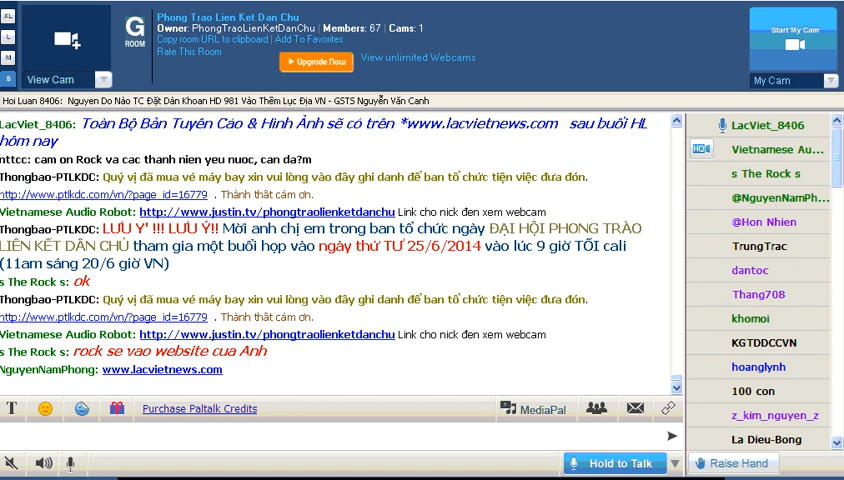 XL
L
M
S
View Cam
G
ROOM
Phong Trao Lien Ket Dan Chu
Owner: PhongTraoLienKetDanChu | Members: 67 | Cams: 1
Copy room URL to clipboard | Add To Favorites
Rate This Room
Upgrade Now
View unlimited Webcams
Start My Cam
My Cam
Hoi Luan 8406: Nguyen Do Nào TC Đặt Dàn Khoan HD 981 Vào Thềm Lục Địa VN - GSTS Nguyễn Văn Canh
LacViet_8406: Toàn Bộ Bản Tuyên Cáo & Hình Ảnh sẽ có trên *www.lacvietnews.com sau buổi HL
hôm nay
nttcc: cam on Rock va cac thanh nien yeu nuoc, can da?m
Thongbao-PTLKDC: Quý vị đã mua vé máy bay xin vui lòng vào đây ghi danh để ban tổ chức tiện việc đưa đón.
http://www.ptlkdc.com/vn/?page_id=16779 . Thành thât cám ơn.
Vietnamese Audio Robot: http://www.justin.tv/phongtraolienketdanchu Link cho nick đen xem webcam
Thongbao-PTLKDC: LƯU Y' !!! LƯU Ý!! Mời anh chị em trong ban tổ chức ngày ĐẠI HỘI PHONG TRÀO
LIÊN KẾT DÂN CHỦ tham gia một buổi họp vào ngày thứ TƯ 25/6/2014 vào lúc 9 giờ TỐI cali
(11am sáng 20/6 giờ VN)
s The Rock s: ok
Thongbao-PTLKDC: Quý vị đã mua vé máy bay xin vui lòng vào đây ghi danh để ban tổ chức tiện việc đưa đón.
http://www.ptlkdc.com/vn/?page_id=16779 . Thành thât cám ơn.
Vietnamese Audio Robot: http://www.justin.tv/phongtraolienketdanchu Link cho nick đen xem webcam
s The Rock s: rock se vao website cua Anh
NguyenNamPhong: www.lacvietnews.com
LacViet_8406
HQ
Vietnamese Au...
s The Rock s
@NguyenNamPh...
@Hon Nhien
TrungTrac
dantoc
Thang708
khomoi
KGTDDCCVN
hoanglynh
100 con
z_kim_nguyen_z
La Dieu-Bong
T
Purchase Paltalk Credits
MediaPal
Hold to Talk
Raise Hand